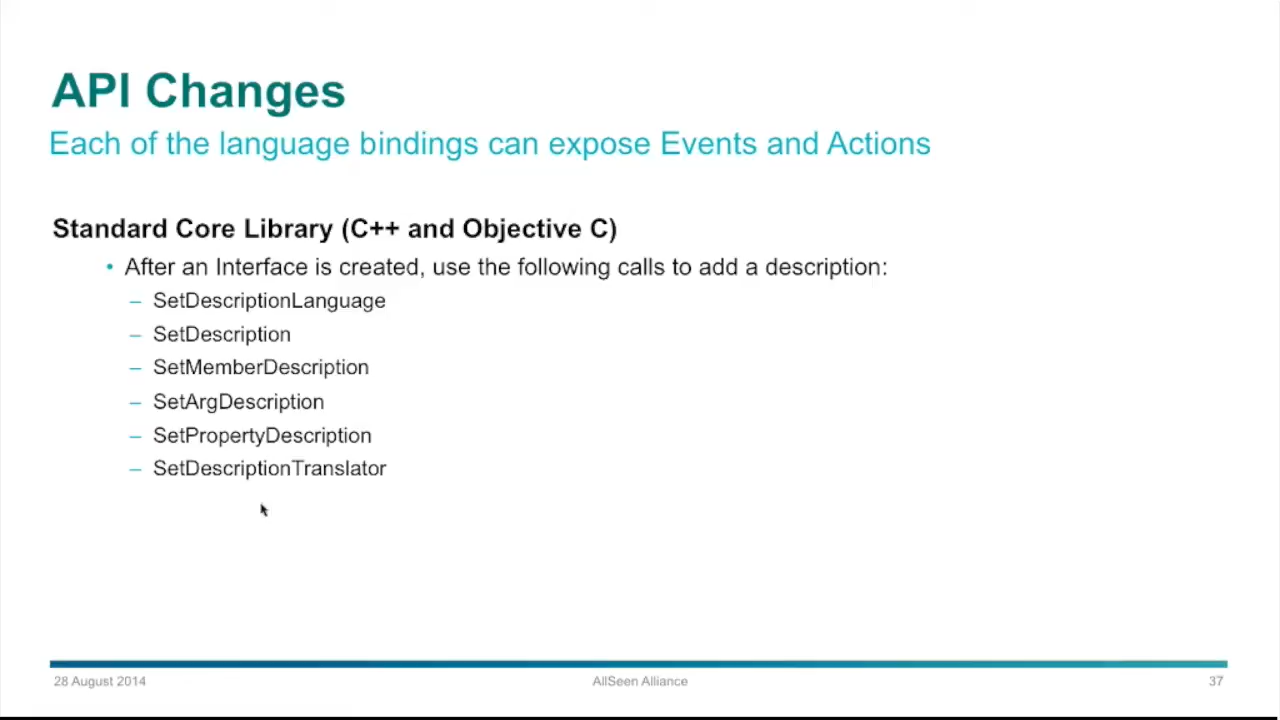 API Changes
Each of the language bindings can expose Events and Actions
Standard Core Library (C++ and Objective C)
• After an Interface is created, use the following calls to add a description:
– SetDescriptionLanguage
– SetDescription
– SetMemberDescription
– SetArgDescription
– SetPropertyDescription
– SetDescriptionTranslator
28 August 2014 AllSeen Alliance 37